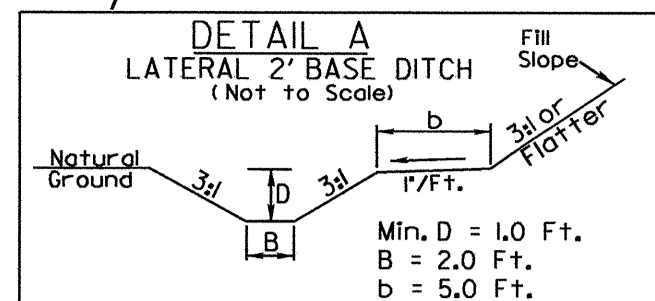 DETAIL A
LATERAL 2' BASE DITCH
(Not to Scale)
Fill
Slope
b
3:1 or
Flatter
Natural
Ground
3:1
D
3:1
1"/Ft.
B
Min. D = 1.0 Ft.
B = 2.0 Ft.
b = 5.0 Ft.